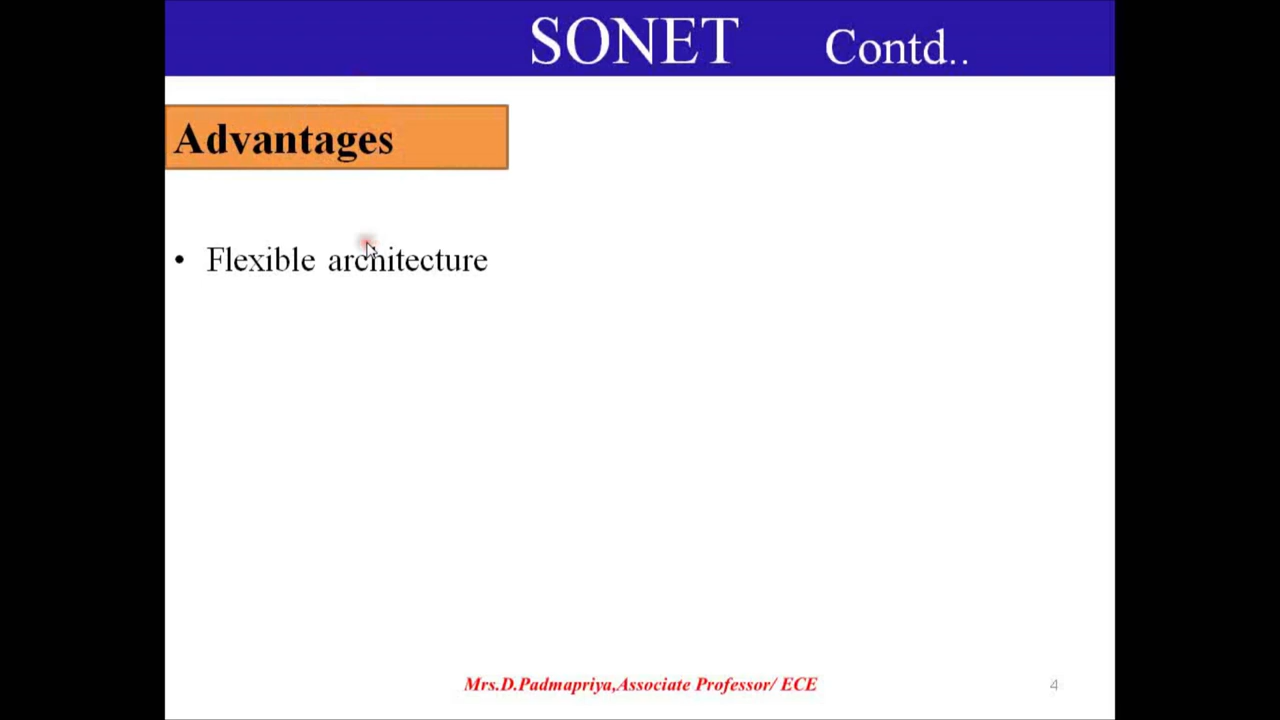 SONET Contd..
Advantages
• Flexible architecture
Mrs.D.Padmapriya,Associate Professor/ ECE
4